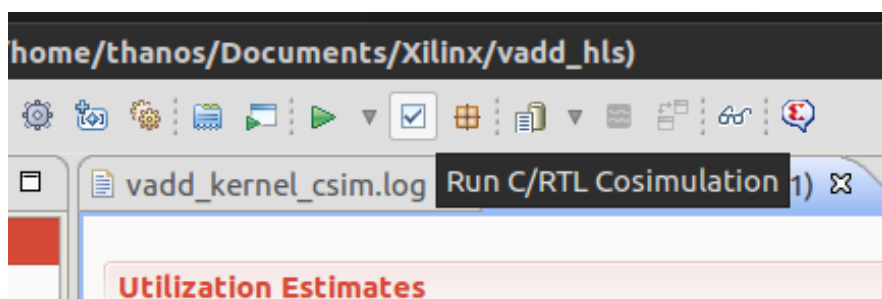 home/thanos/Documents/Xilinx/vadd_hls)
vadd_kernel_csim.log
Run C/RTL Cosimulation
1)
Utilization Estimates